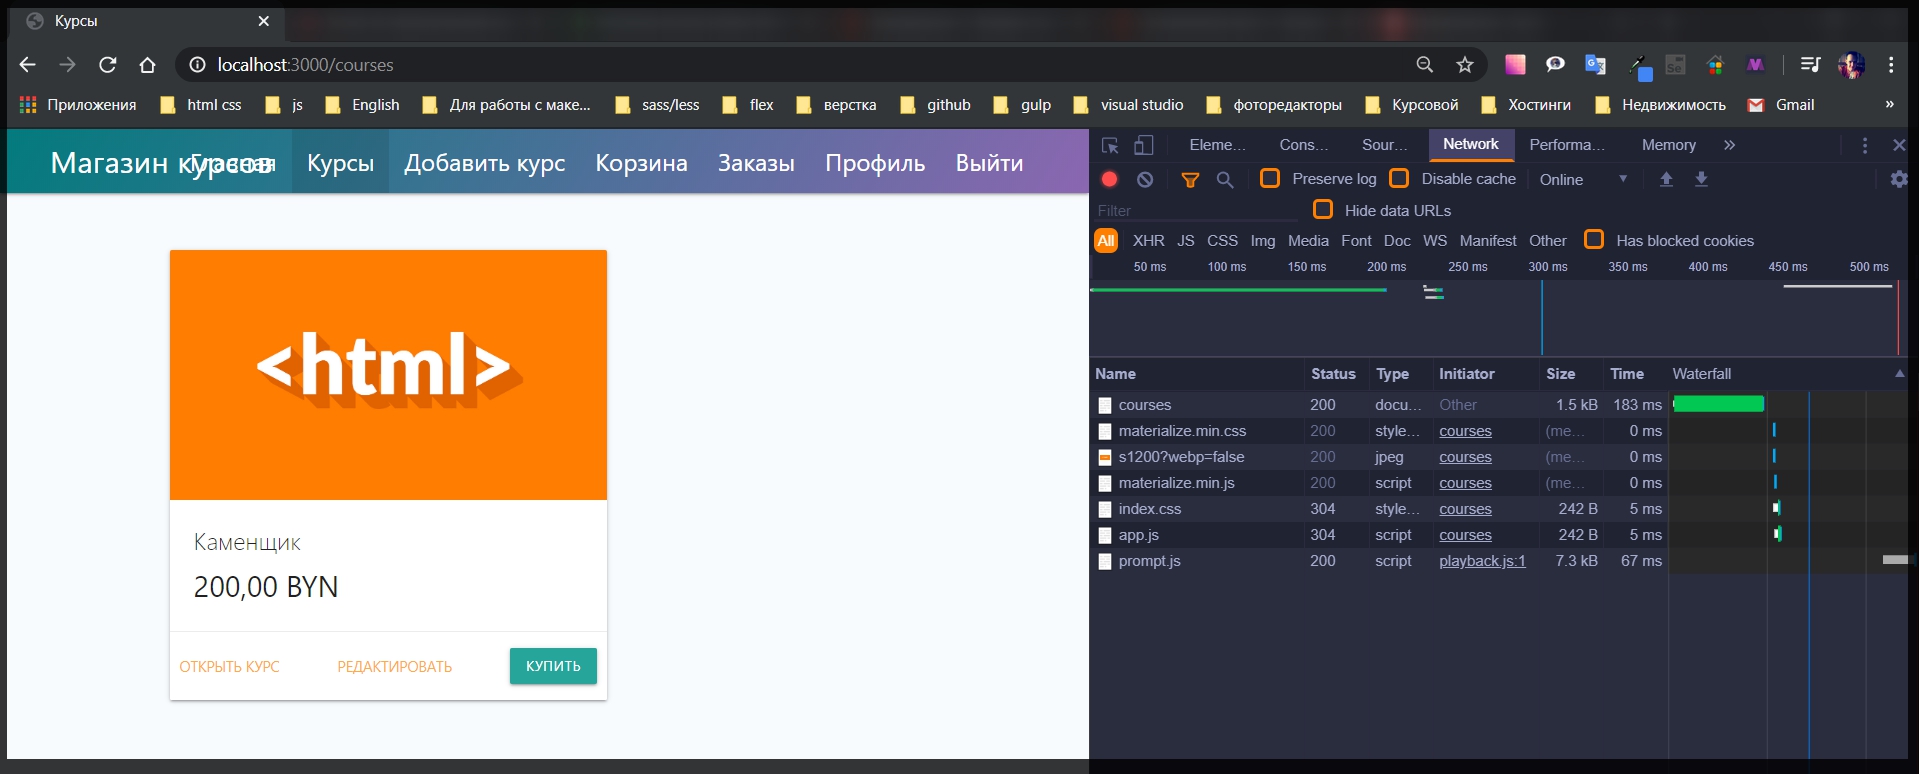 Курсы
localhost:3000/courses
Приложения html css js English Для работы с маке... sass/less flex верстка github gulp visual studio фоторедакторы Курсовой Хостинги Недвижимость Gmail »
Магазин курсов Главная Курсы Добавить курс Корзина Заказы Профиль Выйти
<html>
Каменщик
200,00 BYN
ОТКРЫТЬ КУРС РЕДАКТИРОВАТЬ КУПИТЬ
Eleme... Cons... Sour... Network Performa... Memory »
Preserve log Disable cache Online
Filter Hide data URLs
All XHR JS CSS Img Media Font Doc WS Manifest Other Has blocked cookies
50 ms 100 ms 150 ms 200 ms 250 ms 300 ms 350 ms 400 ms 450 ms 500 ms
Name Status Type Initiator Size Time Waterfall
courses 200 docu... Other 1.5 kB 183 ms
materialize.min.css 200 style... courses (me... 0 ms
s1200?webp=false 200 jpeg courses (me... 0 ms
materialize.min.js 200 script courses (me... 0 ms
index.css 304 style... courses 242 B 5 ms
app.js 304 script courses 242 B 5 ms
prompt.js 200 script playback.js:1 7.3 kB 67 ms